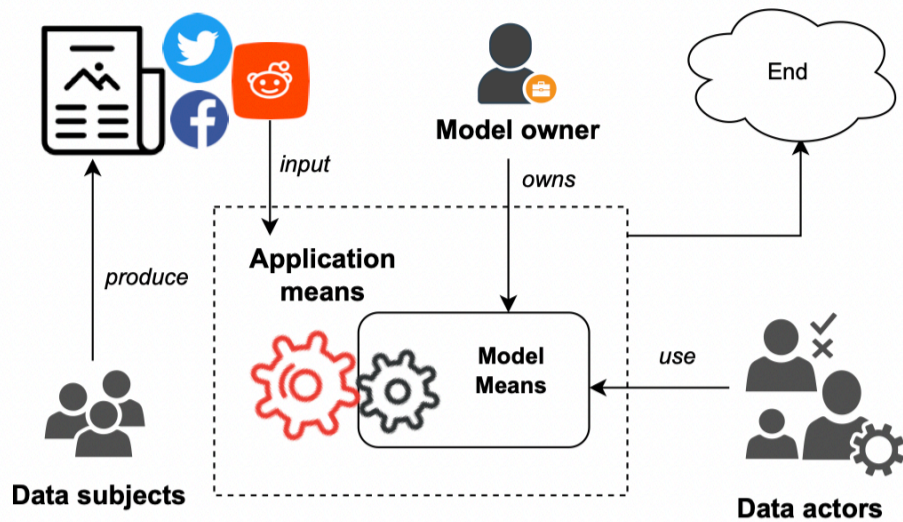 End
Model owner
input
owns
Application
means
produce
Model
Means
use
Data subjects
Data actors